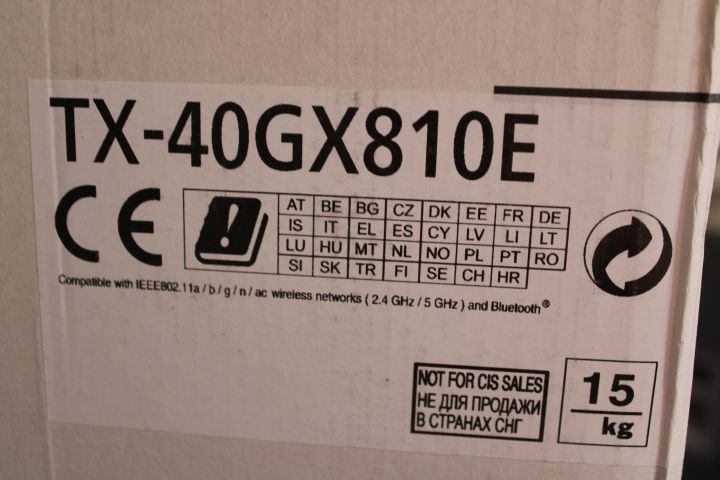 TX-40GX810E
CE
AT BE BG CZ DK EE FR DE
IS IT EL ES CY LV LI LT
LU HU MT NL NO PL PT RO
SI SK TR FI SE CH HR
Compatible with IEEE802.11a / b / g / n / ac wireless networks ( 2.4 GHz / 5 GHz ) and Bluetooth®
NOT FOR CIS SALES
НЕ ДЛЯ ПРОДАЖИ
В СТРАНАХ СНГ
15
kg